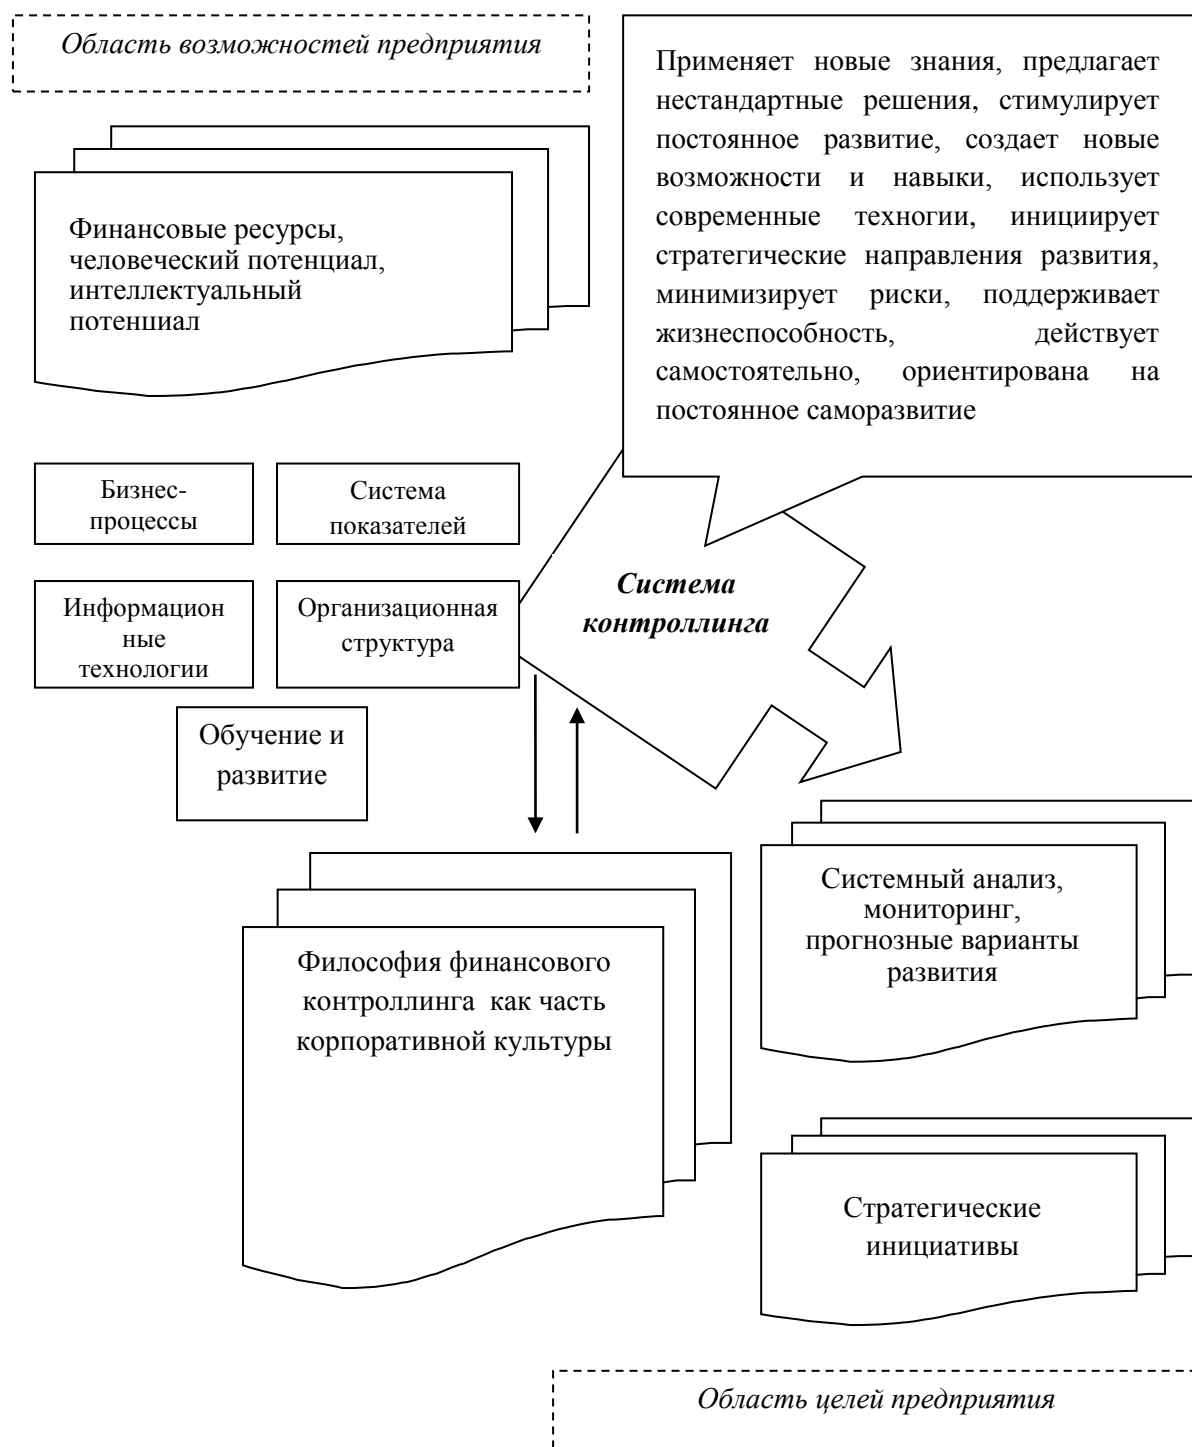 Область возможностей предприятия
Применяет новые знания, предлагает
нестандартные решения, стимулирует
постоянное развитие, создает новые
возможности и навыки, использует
современные техногии, инициирует
стратегические направления развития,
минимизирует риски, поддерживает
жизнеспособность, действует
самостоятельно, ориентирована на
постоянное саморазвитие
Финансовые ресурсы,
человеческий потенциал,
интеллектуальный
потенциал
Бизнес-
процессы
Система
показателей
Информацион
ные
технологии
Организационная
структура
Обучение и
развитие
Система
контроллинга
Философия финансового
контроллинга как часть
корпоративной культуры
Системный анализ,
мониторинг,
прогнозные варианты
развития
Стратегические
инициативы
Область целей предприятия